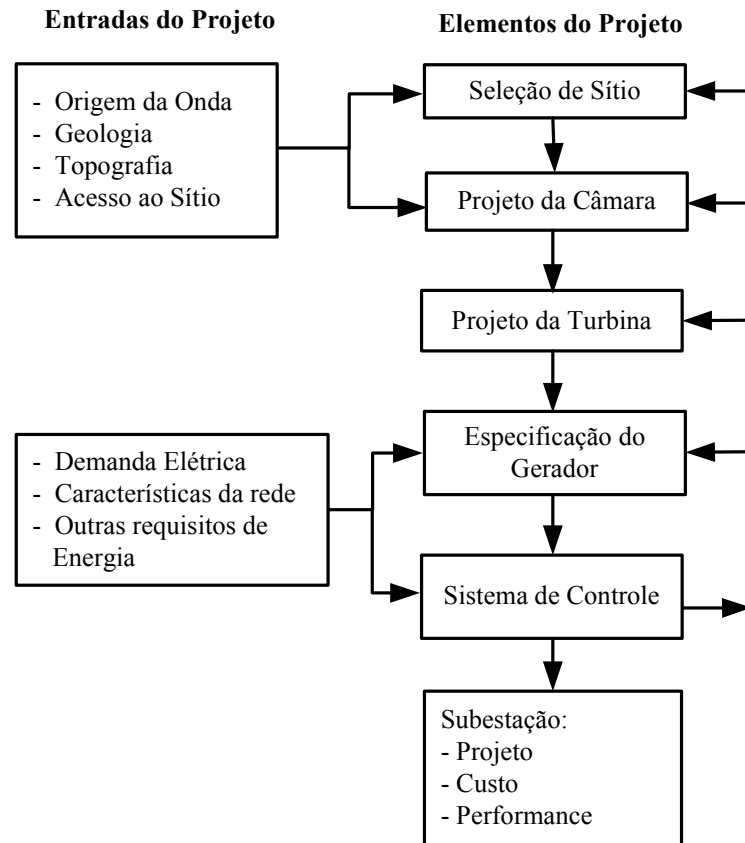 Entradas do Projeto
Elementos do Projeto
- Origem da Onda
- Geologia
- Topografia
- Acesso ao Sítio
Seleção de Sítio
Projeto da Câmara
Projeto da Turbina
- Demanda Elétrica
- Características da rede
- Outras requisitos de
Energia
Especificação do
Gerador
Sistema de Controle
Subestação:
- Projeto
- Custo
- Performance